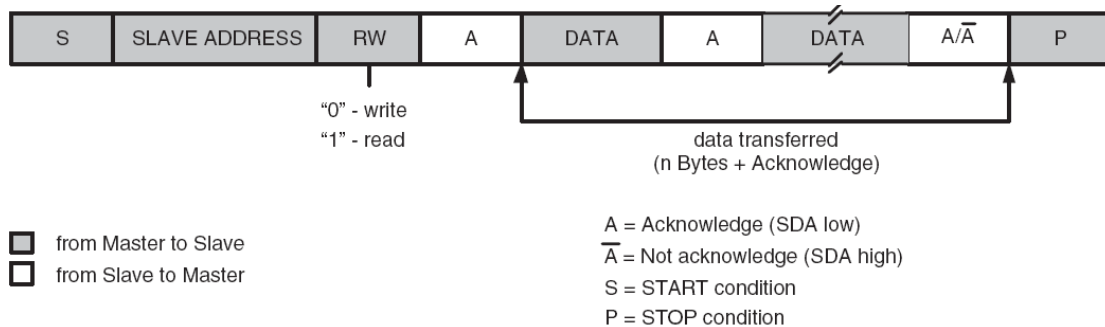 S SLAVE ADDRESS RW A DATA A DATA A/A̅ P
“0” - write
“1” - read
data transferred
(n Bytes + Acknowledge)
from Master to Slave
from Slave to Master
A = Acknowledge (SDA low)
A̅ = Not acknowledge (SDA high)
S = START condition
P = STOP condition